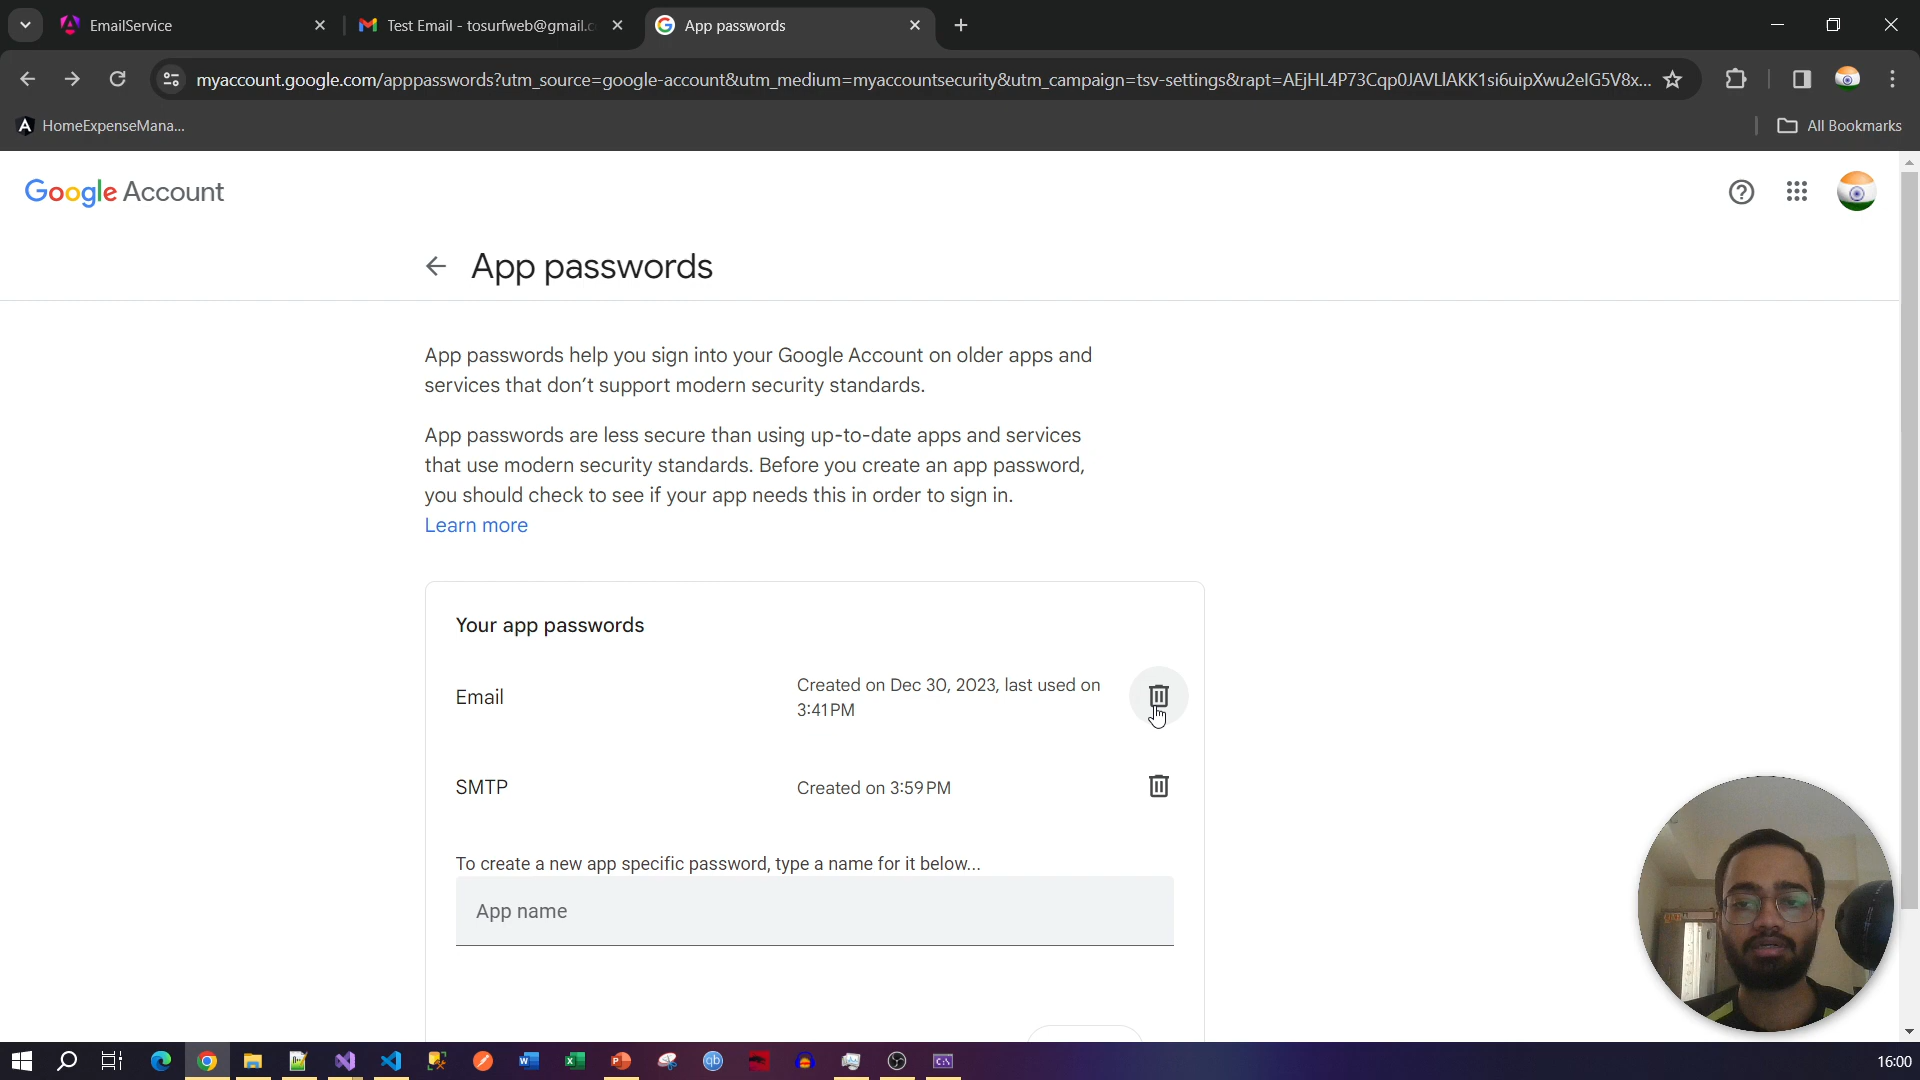 EmailService
Test Email - tosurfweb@gmail.c
App passwords
myaccount.google.com/apppasswords?utm_source=google-account&utm_medium=myaccountsecurity&utm_campaign=tsv-settings&rapt=AEjHL4P73Cqp0JAVLlAKK1si6uipXwu2elG5V8x...
HomeExpenseMana...
All Bookmarks
Google Account
App passwords
App passwords help you sign into your Google Account on older apps and
services that don’t support modern security standards.
App passwords are less secure than using up-to-date apps and services
that use modern security standards. Before you create an app password,
you should check to see if your app needs this in order to sign in.
Learn more
Your app passwords
Email
Created on Dec 30, 2023, last used on
3:41 PM
SMTP
Created on 3:59 PM
To create a new app specific password, type a name for it below...
App name
16:00